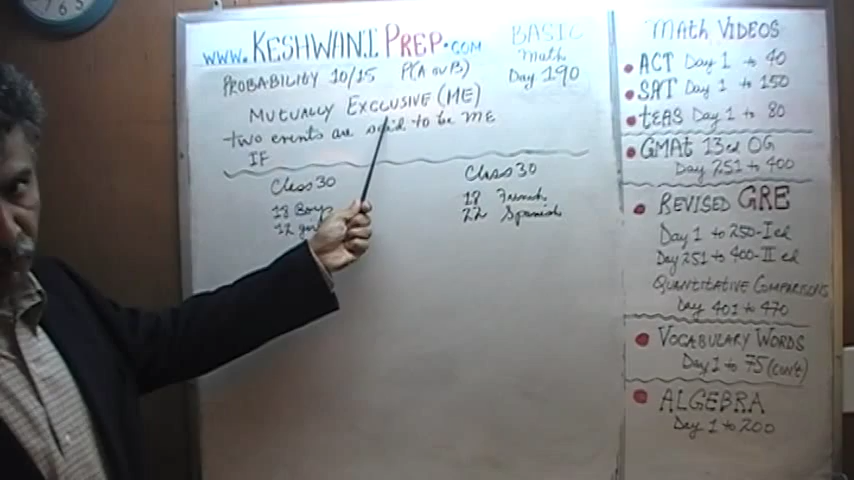 www.KESHWANIPREP.COM
PROBABILITY 10/15 P(A or B)
BASIC
Math
Day 190
MUTUALLY EXCLUSIVE (ME)
two events are said to be ME
IF
Class 30
18 Boys
12
Class 30
18 French
22 Spanish
MATH VIDEOS
ACT Day 1 to 40
SAT Day 1 to 150
tEAS Day 1 to 80
GMAt 13ed OG
Day 251 to 400
REVISED GRE
Day 1 to 250-I ed
Day 251 to 400-II ed
QUANTITATIVE COMPARISONS
Day 401 to 470
VOCABULARY WORDS
Day 1 to 75 (con't)
ALGEBRA
Day 1 to 200